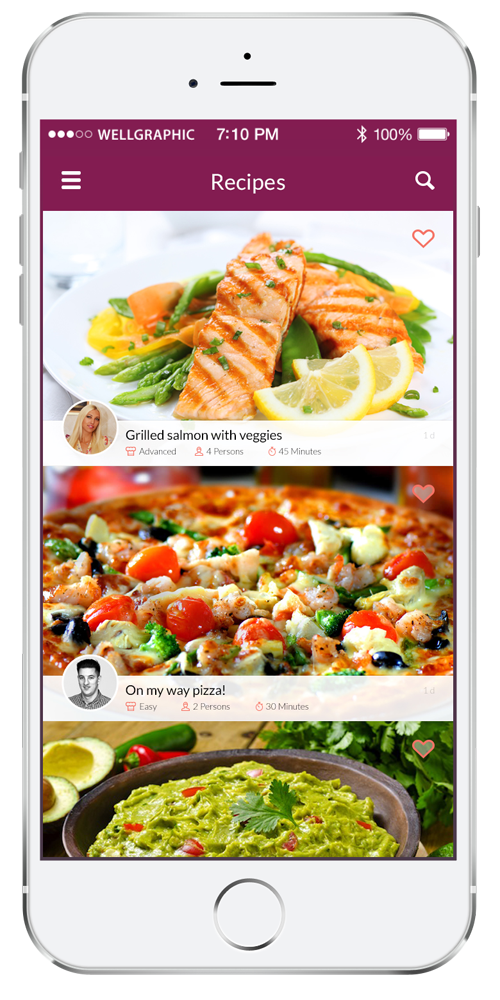 WELLGRAPHIC 7:10 PM 100%
Recipes
Grilled salmon with veggies 1 d
Advanced 4 Persons 45 Minutes
On my way pizza! 1 d
Easy 2 Persons 30 Minutes